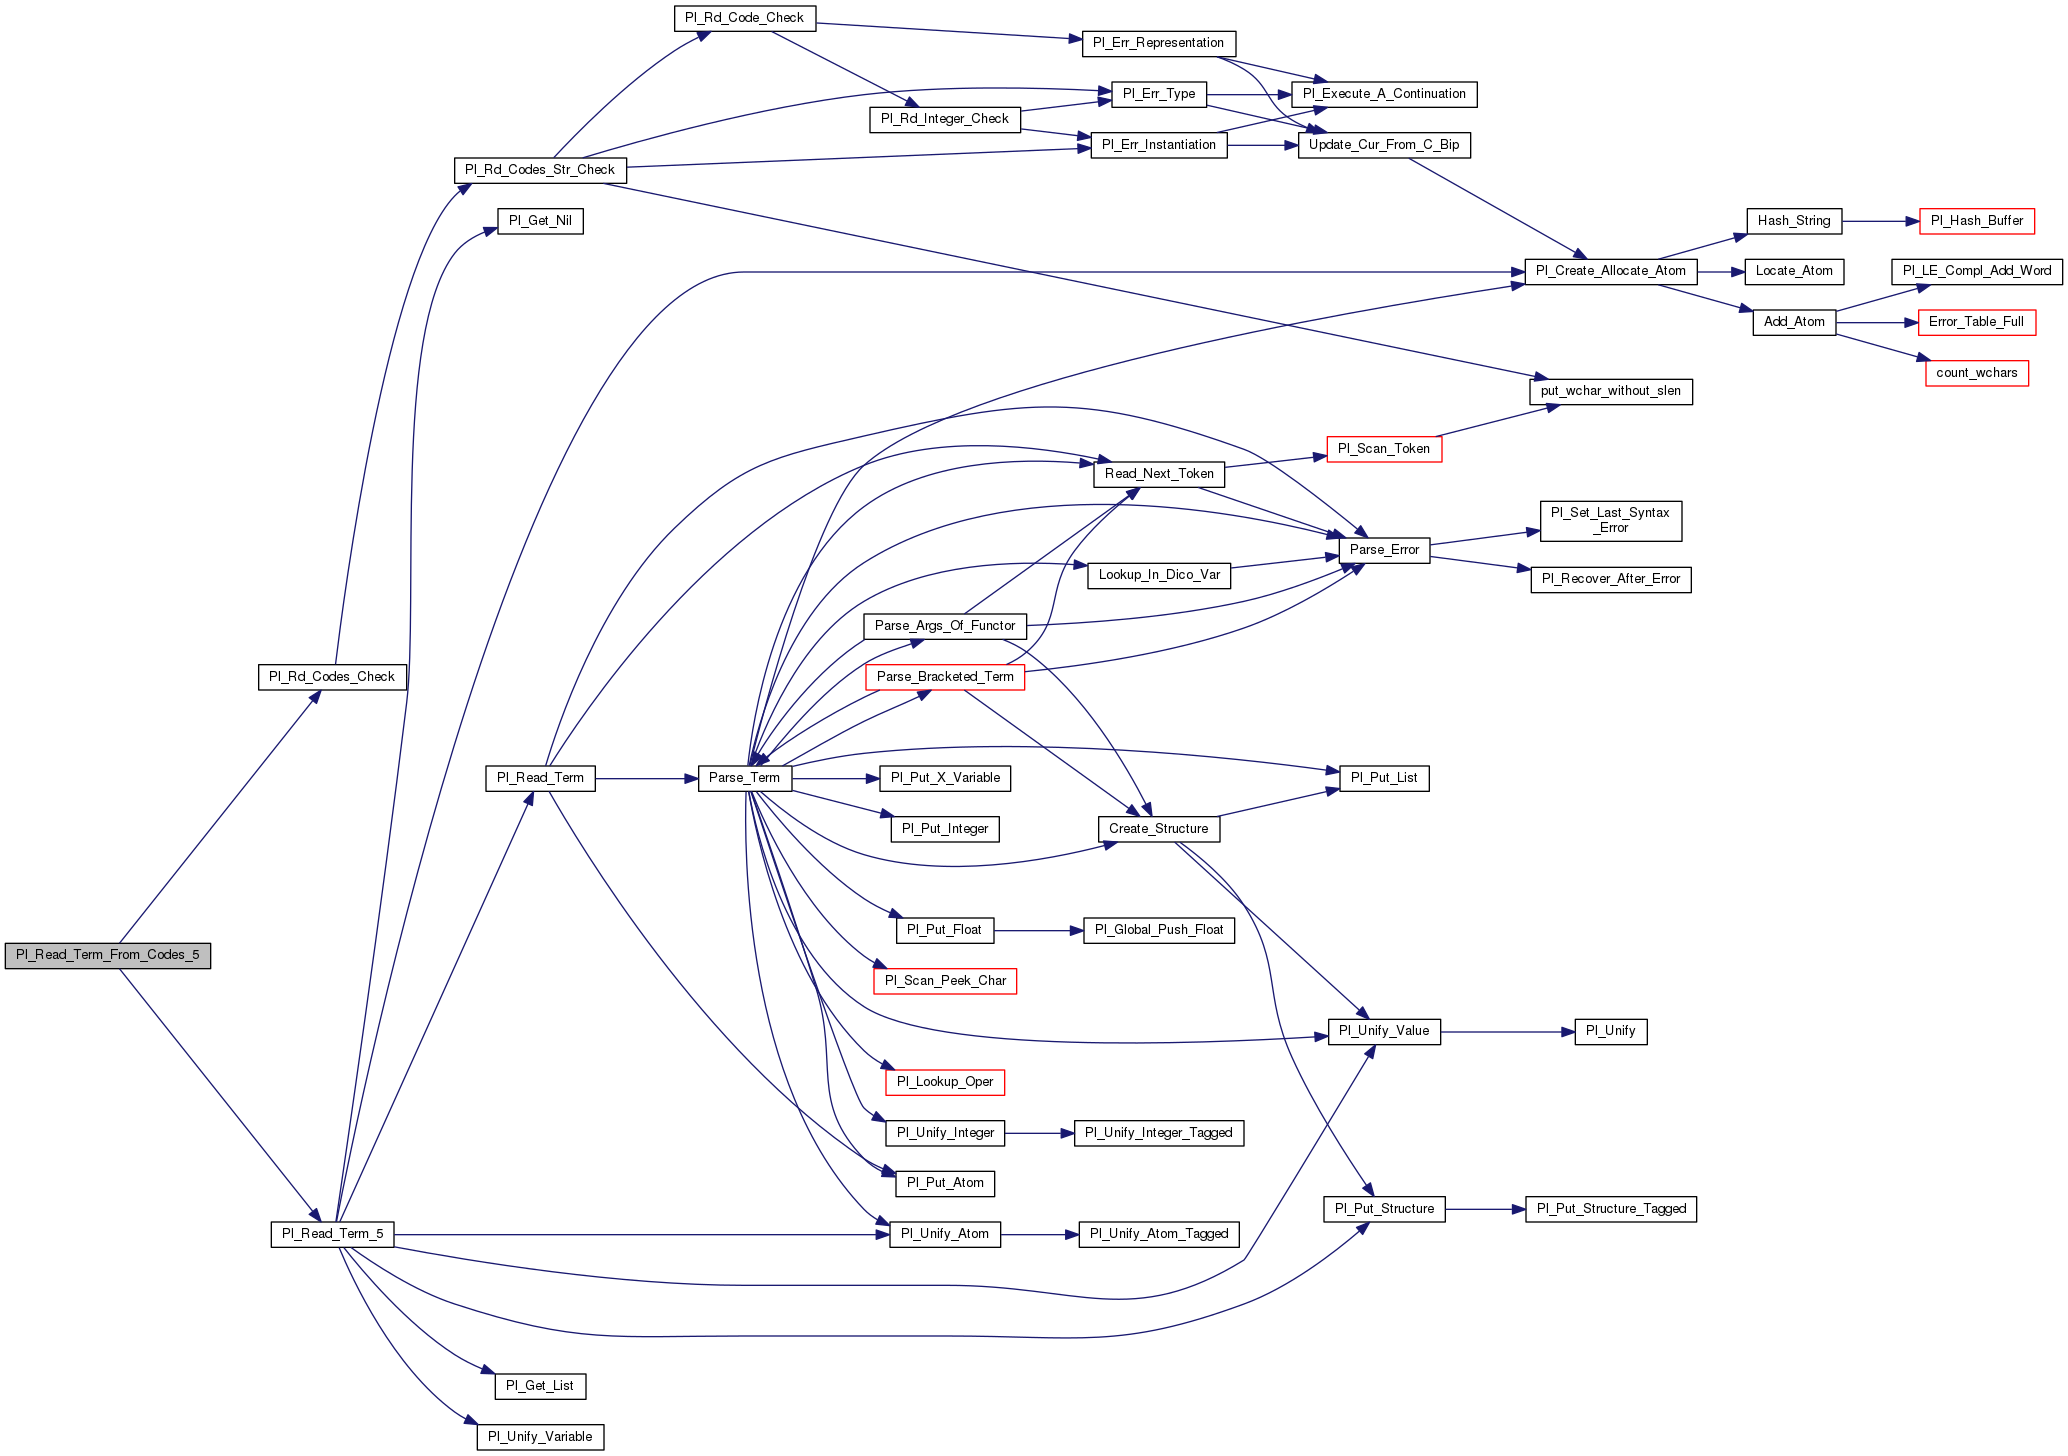 Pl_Rd_Code_Check
Pl_Err_Representation
Pl_Err_Type
Pl_Execute_A_Continuation
Pl_Rd_Integer_Check
Pl_Err_Instantiation
Update_Cur_From_C_Bip
Pl_Rd_Codes_Str_Check
Pl_Get_Nil
Hash_String
Pl_Hash_Buffer
Pl_Create_Allocate_Atom
Locate_Atom
Pl_LE_Compl_Add_Word
Add_Atom
Error_Table_Full
count_wchars
put_wchar_without_slen
Pl_Scan_Token
Read_Next_Token
Pl_Set_Last_Syntax
_Error
Parse_Error
Pl_Recover_After_Error
Lookup_In_Dico_Var
Parse_Args_Of_Functor
Pl_Rd_Codes_Check
Parse_Bracketed_Term
Pl_Read_Term
Parse_Term
Pl_Put_X_Variable
Pl_Put_List
Pl_Put_Integer
Create_Structure
Pl_Put_Float
Pl_Global_Push_Float
Pl_Read_Term_From_Codes_5
Pl_Scan_Peek_Char
Pl_Unify_Value
Pl_Unify
Pl_Lookup_Oper
Pl_Unify_Integer
Pl_Unify_Integer_Tagged
Pl_Put_Atom
Pl_Put_Structure
Pl_Put_Structure_Tagged
Pl_Read_Term_5
Pl_Unify_Atom
Pl_Unify_Atom_Tagged
Pl_Get_List
Pl_Unify_Variable